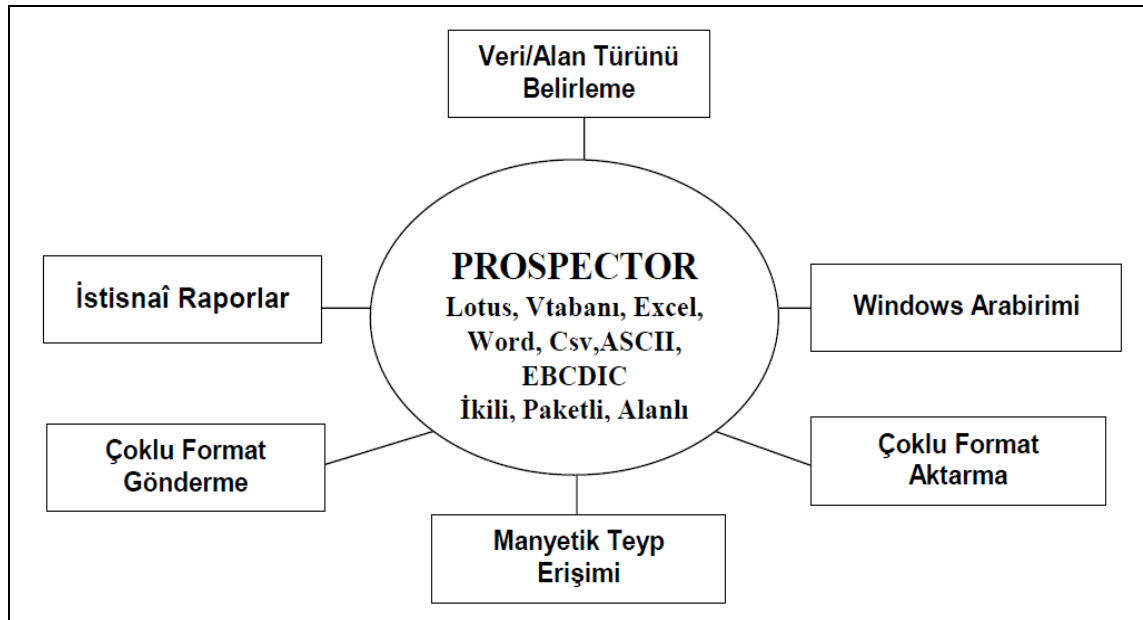 Veri/Alan Türünü
Belirleme
PROSPECTOR
Lotus, Vtabanı, Excel,
Word, Csv,ASCII,
EBCDIC
İkili, Paketli, Alanlı
İstisnaî Raporlar
Windows Arabirimi
Çoklu Format
Gönderme
Çoklu Format
Aktarma
Manyetik Teyp
Erişimi